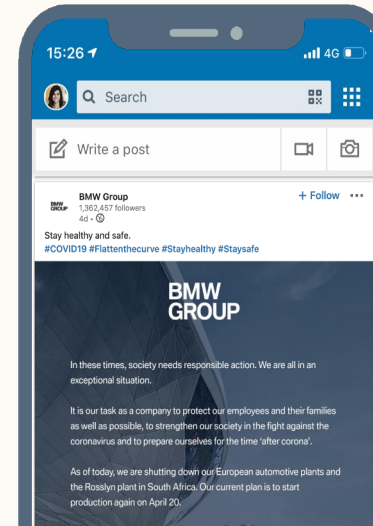 15:26
4G
Search
Write a post
BMW GROUP
BMW Group
+ Follow
1,362,457 followers
4d •
Stay healthy and safe.
#COVID19 #Flattenthecurve #Stayhealthy #Staysafe
BMW
GROUP
In these times, society needs responsible action. We are all in an
exceptional situation.
It is our task as a company to protect our employees and their families
as well as possible, to strengthen our society in the fight against the
coronavirus and to prepare ourselves for the time ‘after corona’.
As of today, we are shutting down our European automotive plants and
the Rosslyn plant in South Africa. Our current plan is to start
production again on April 20.